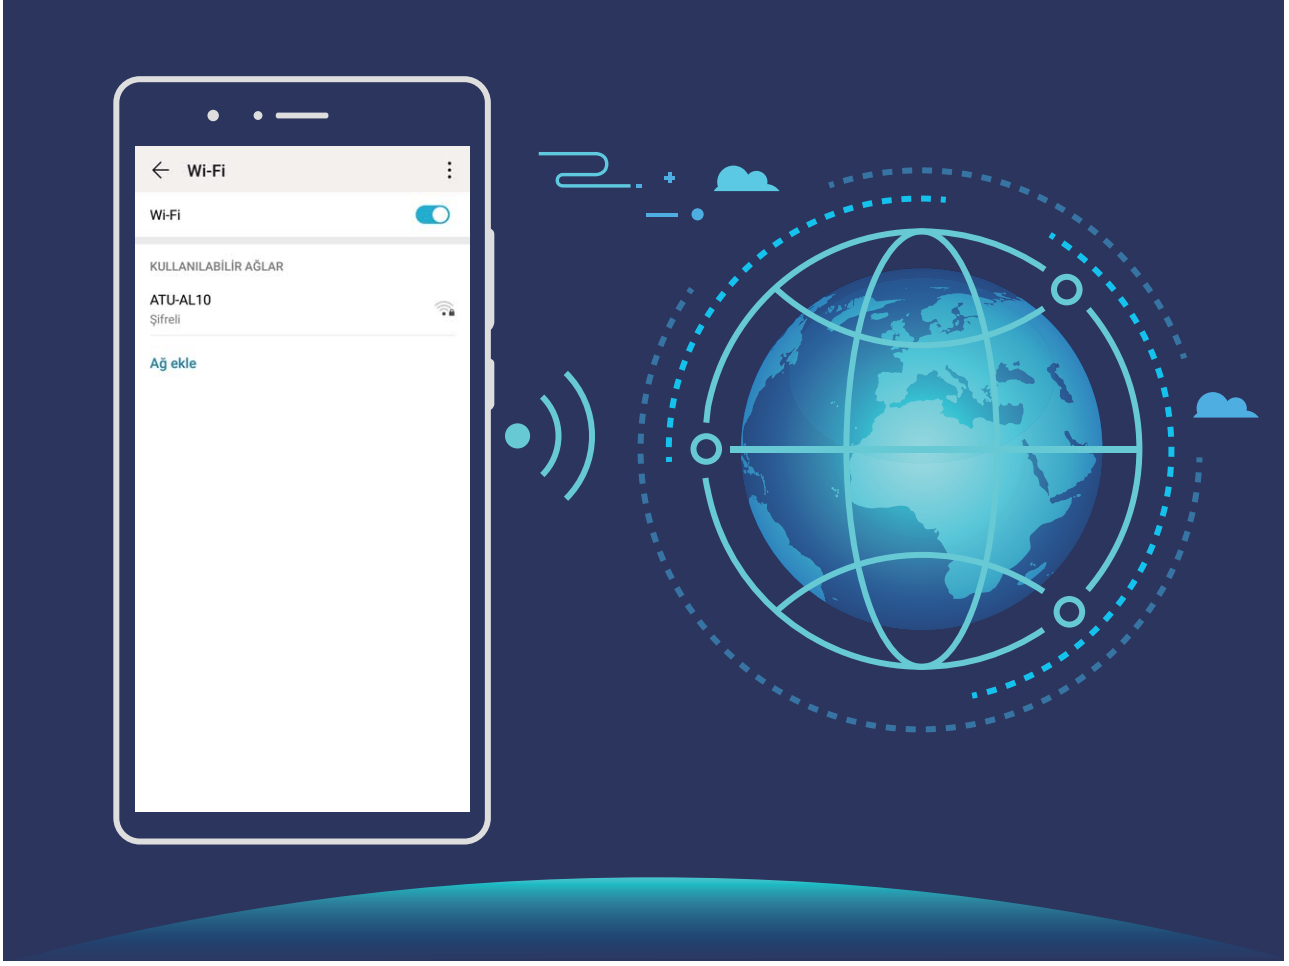 Wi-Fi
Wi-Fi
KULLANILABİLİR AĞLAR
ATU-AL10
Şifreli
Ağ ekle